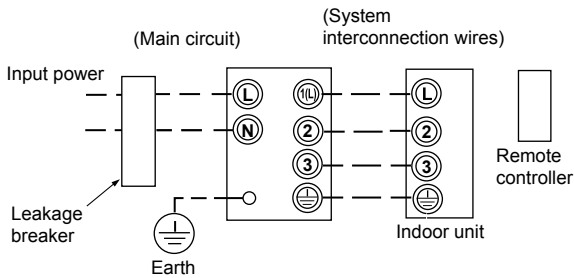 (System
(Main circuit)
interconnection wires)
Input power
L
1(L)
L
N
2
2
3
3
Remote
controller
Leakage
breaker
Indoor unit
Earth